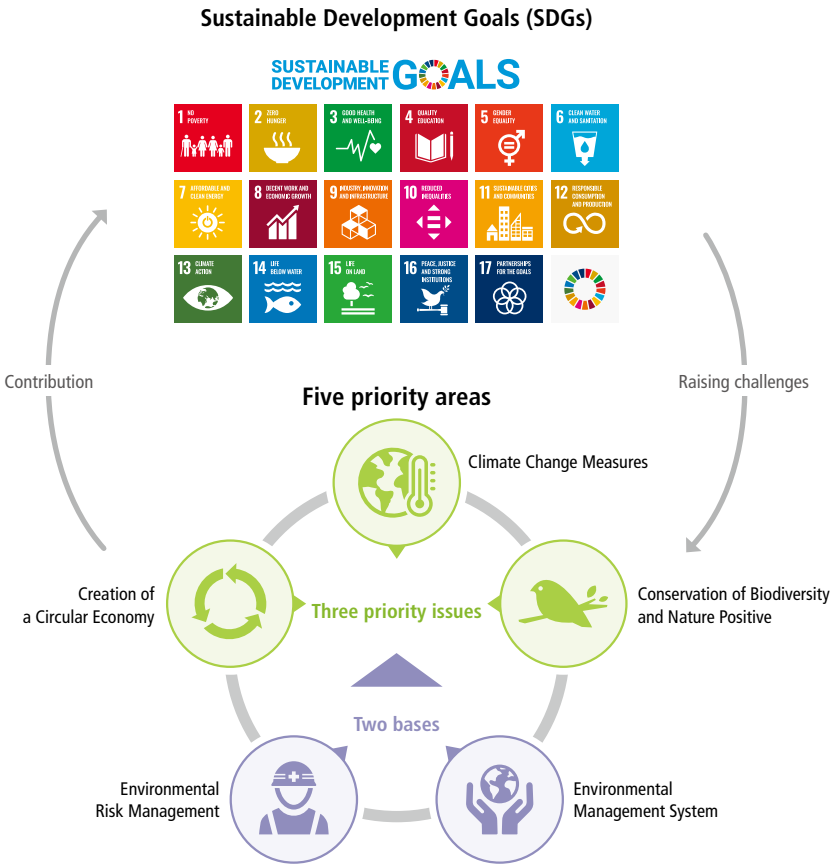 Sustainable Development Goals (SDGs)
SUSTAINABLE
DEVELOPMENT
GOALS
1 NO
POVERTY
2 ZERO
HUNGER
3 GOOD HEALTH
AND WELL-BEING
4 QUALITY
EDUCATION
5 GENDER
EQUALITY
6 CLEAN WATER
AND SANITATION
7 AFFORDABLE AND
CLEAN ENERGY
8 DECENT WORK AND
ECONOMIC GROWTH
9 INDUSTRY, INNOVATION
AND INFRASTRUCTURE
10 REDUCED
INEQUALITIES
11 SUSTAINABLE CITIES
AND COMMUNITIES
12 RESPONSIBLE
CONSUMPTION
AND PRODUCTION
13 CLIMATE
ACTION
14 LIFE
BELOW WATER
15 LIFE
ON LAND
16 PEACE, JUSTICE
AND STRONG
INSTITUTIONS
17 PARTNERSHIPS
FOR THE GOALS
Contribution
Raising challenges
Five priority areas
Climate Change Measures
Creation of
a Circular Economy
Three priority issues
Conservation of Biodiversity
and Nature Positive
Two bases
Environmental
Risk Management
Environmental
Management System